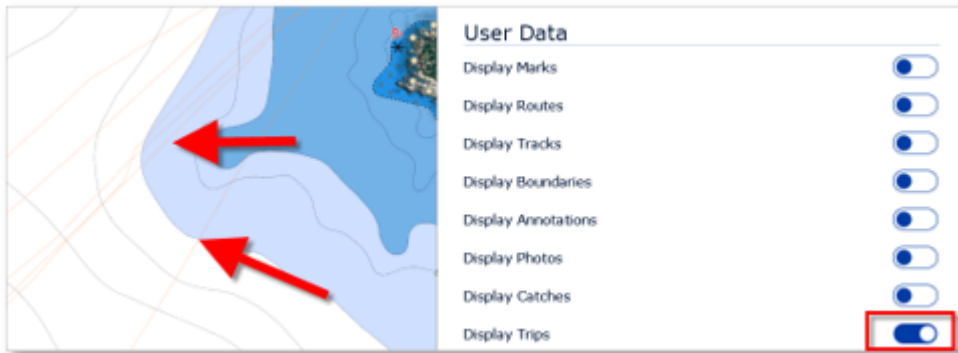 User Data
Display Marks
Display Routes
Display Tracks
Display Boundaries
Display Annotations
Display Photos
Display Catches
Display Trips